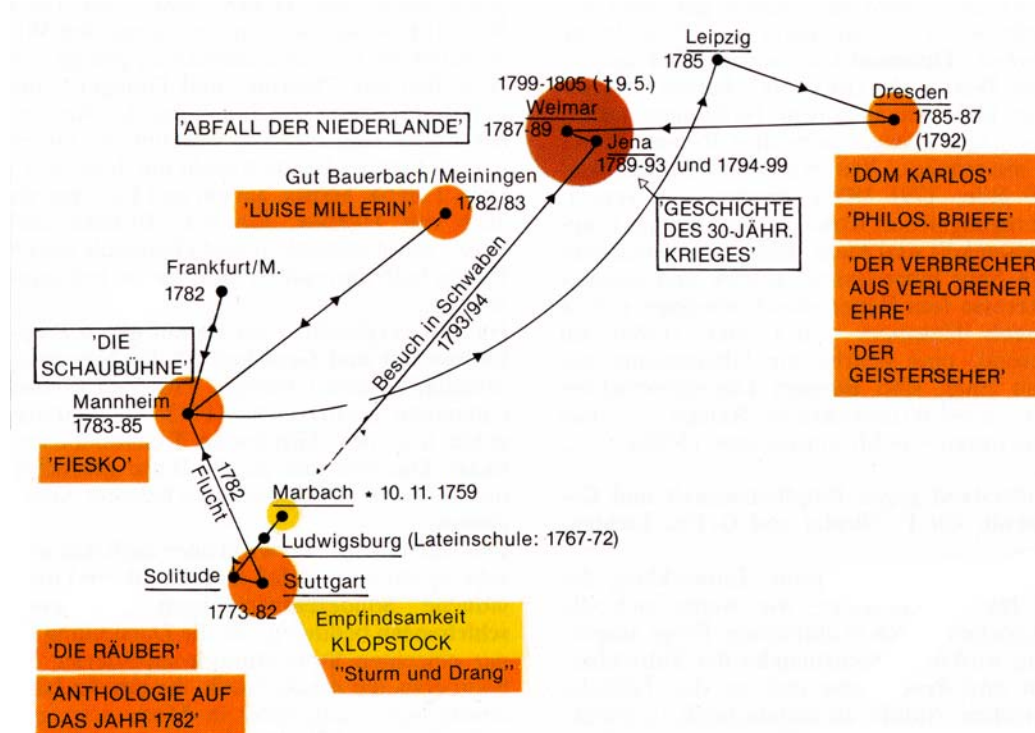 Leipzig
1785
1799-1805 (†9.5.)
Weimar
1787-89
Jena
1789-93 und 1794-99
Dresden
1785-87
(1792)
'ABFALL DER NIEDERLANDE'
Gut Bauerbach/Meiningen
1782/83
'LUISE MILLERIN'
'GESCHICHTE
DES 30-JÄHR.
KRIEGES'
'DOM KARLOS'
'PHILOS. BRIEFE'
'DER VERBRECHER
AUS VERLORENER
EHRE'
'DER
GEISTERSEHER'
Frankfurt/M.
1782
Besuch in Schwaben
1793/94
'DIE
SCHAUBÜHNE'
Mannheim
1783-85
'FIESKO'
1782
Flucht
Marbach * 10. 11. 1759
Ludwigsburg (Lateinschule: 1767-72)
Solitude
Stuttgart
1773-82
Empfindsamkeit
KLOPSTOCK
"Sturm und Drang"
'DIE RÄUBER'
'ANTHOLOGIE AUF
DAS JAHR 1782'